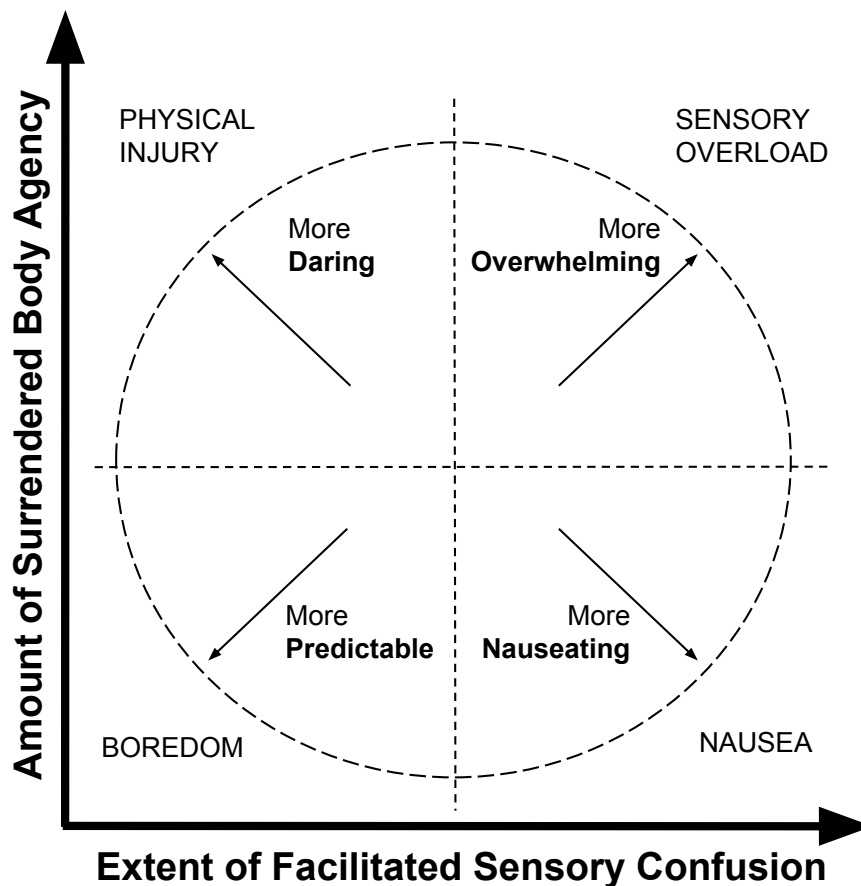 Amount of Surrendered Body Agency
PHYSICAL
INJURY
SENSORY
OVERLOAD
More
Daring
More
Overwhelming
More
Predictable
More
Nauseating
BOREDOM
NAUSEA
Extent of Facilitated Sensory Confusion